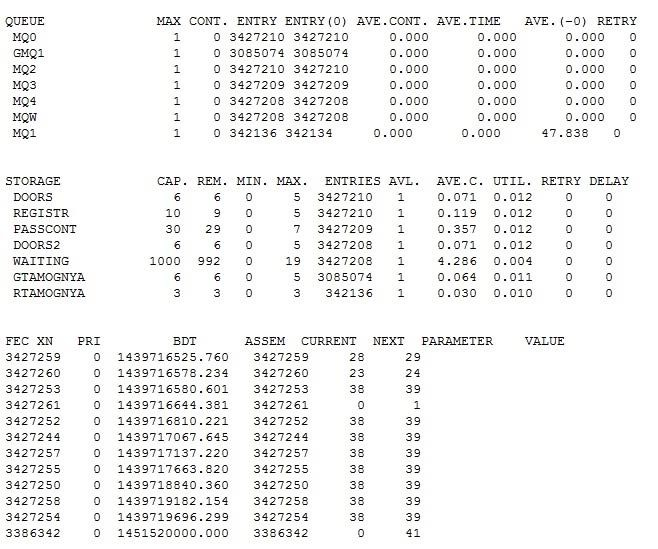 QUEUE MAX CONT. ENTRY ENTRY(0) AVE.CONT. AVE.TIME AVE.(-0) RETRY
MQ0 1 0 3427210 3427210 0.000 0.000 0.000 0
GMQ1 1 0 3085074 3085074 0.000 0.000 0.000 0
MQ2 1 0 3427210 3427210 0.000 0.000 0.000 0
MQ3 1 0 3427209 3427209 0.000 0.000 0.000 0
MQ4 1 0 3427208 3427208 0.000 0.000 0.000 0
MQW 1 0 3427208 3427208 0.000 0.000 0.000 0
MQ1 1 0 342136 342134 0.000 0.000 47.838 0
STORAGE CAP. REM. MIN. MAX. ENTRIES AVL. AVE.C. UTIL. RETRY DELAY
DOORS 6 6 0 5 3427210 1 0.071 0.012 0 0
REGISTR 10 9 0 5 3427210 1 0.119 0.012 0 0
PASSCONT 30 29 0 7 3427209 1 0.357 0.012 0 0
DOORS2 6 6 0 5 3427208 1 0.071 0.012 0 0
WAITING 1000 992 0 19 3427208 1 4.286 0.004 0 0
GTAMOGNYA 6 6 0 5 3085074 1 0.064 0.011 0 0
RTAMOGNYA 3 3 0 3 342136 1 0.030 0.010 0 0
FEC XN PRI BDT ASSEM CURRENT NEXT PARAMETER VALUE
3427259 0 1439716525.760 3427259 28 29
3427260 0 1439716578.234 3427260 23 24
3427253 0 1439716580.601 3427253 38 39
3427261 0 1439716644.381 3427261 0 1
3427252 0 1439716810.221 3427252 38 39
3427244 0 1439717067.645 3427244 38 39
3427257 0 1439717137.220 3427257 38 39
3427255 0 1439717663.820 3427255 38 39
3427250 0 1439718840.360 3427250 38 39
3427258 0 1439719182.154 3427258 38 39
3427254 0 1439719696.299 3427254 38 39
3386342 0 1451520000.000 3386342 0 41